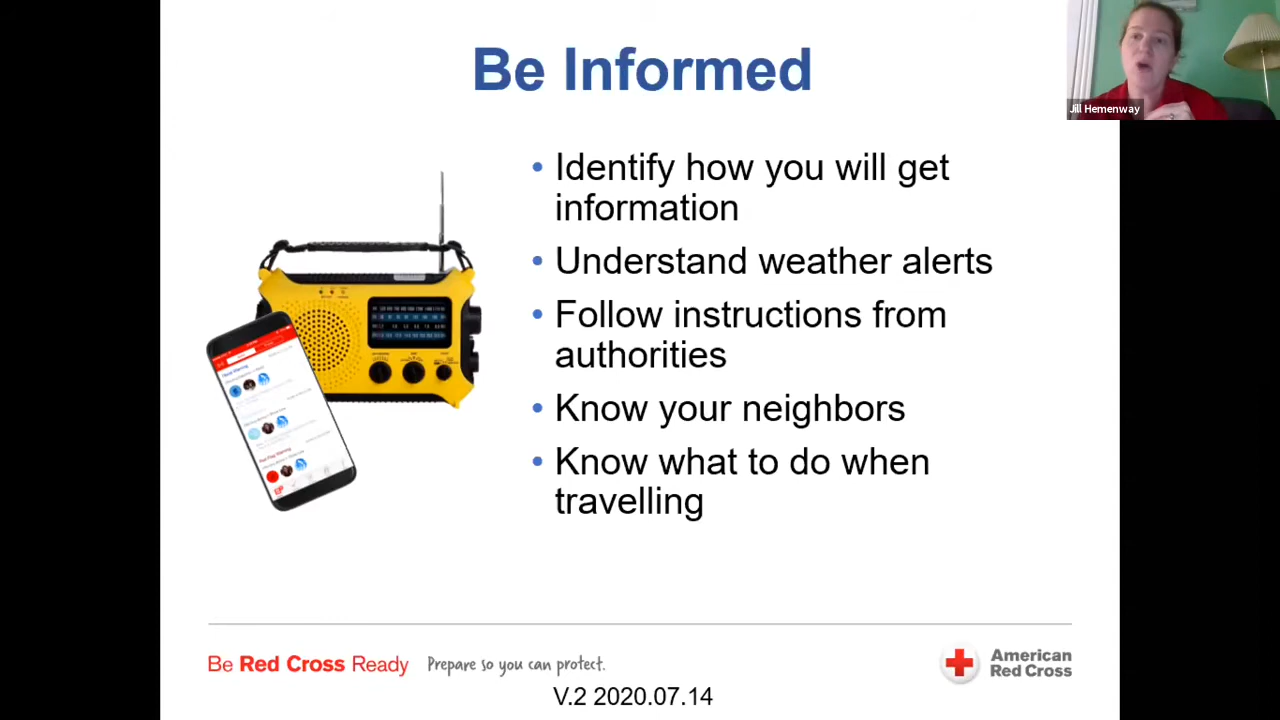 Be Informed
Jill Hemenway
• Identify how you will get
information
• Understand weather alerts
• Follow instructions from
authorities
• Know your neighbors
• Know what to do when
travelling
Be Red Cross Ready
Prepare so you can protect.
American
Red Cross
V.2 2020.07.14